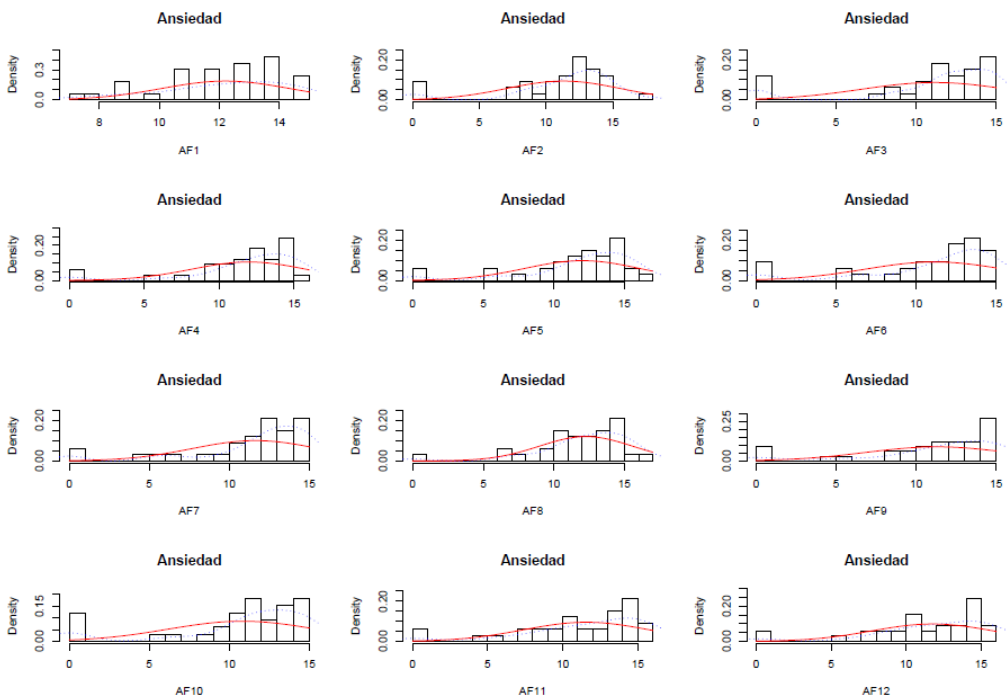 Ansiedad Ansiedad Ansiedad
Density 0.0 0.3 Density 0.00 0.20 Density 0.00 0.20
8 10 12 14 0 5 10 15 0 5 10 15
AF1 AF2 AF3
Ansiedad Ansiedad Ansiedad
Density 0.00 0.20 Density 0.00 0.20 Density 0.00 0.20
0 5 10 15 0 5 10 15 0 5 10 15
AF4 AF5 AF6
Ansiedad Ansiedad Ansiedad
Density 0.00 0.20 Density 0.00 0.20 Density 0.00 0.25
0 5 10 15 0 5 10 15 0 5 10 15
AF7 AF8 AF9
Ansiedad Ansiedad Ansiedad
Density 0.00 0.15 Density 0.00 0.20 Density 0.00 0.20
0 5 10 15 0 5 10 15 0 5 10 15
AF10 AF11 AF12